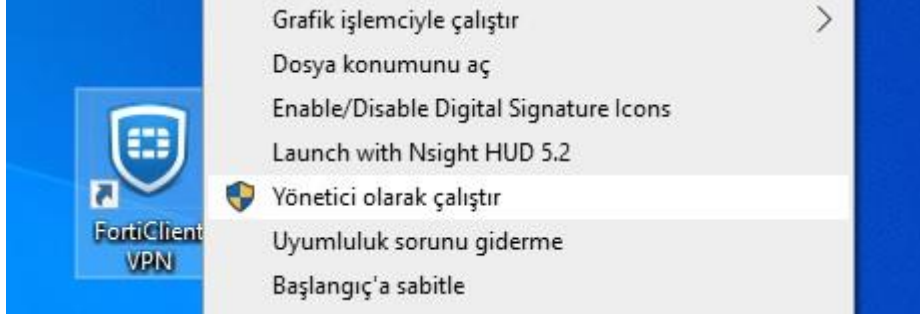 Grafik işlemciyle çalıştır
Dosya konumunu aç
Enable/Disable Digital Signature Icons
Launch with Nsight HUD 5.2
Yönetici olarak çalıştır
Uyumluluk sorunu giderme
Başlangıç'a sabitle
FortiClient
VPN